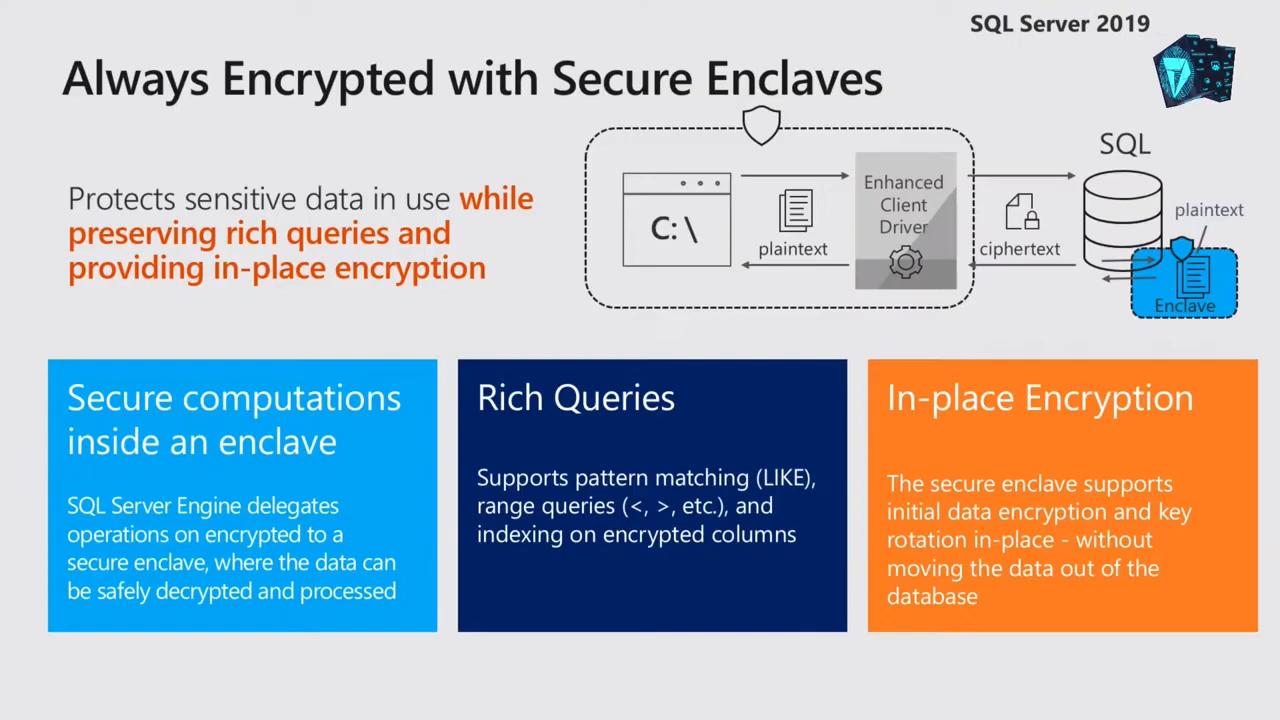 SQL Server 2019
Always Encrypted with Secure Enclaves
Protects sensitive data in use while
preserving rich queries and
providing in-place encryption
C:\
plaintext
Enhanced
Client
Driver
ciphertext
SQL
plaintext
Enclave
Secure computations
inside an enclave
SQL Server Engine delegates
operations on encrypted to a
secure enclave, where the data can
be safely decrypted and processed
Rich Queries
Supports pattern matching (LIKE),
range queries (<, >, etc.), and
indexing on encrypted columns
In-place Encryption
The secure enclave supports
initial data encryption and key
rotation in-place - without
moving the data out of the
database